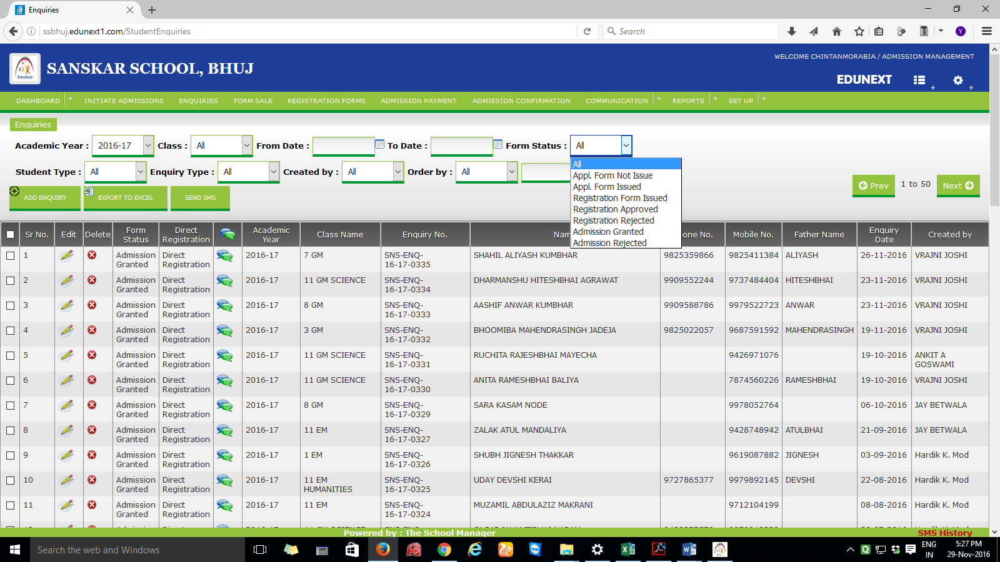 Enquiries
ssbhuj.edunext1.com/StudentEnquiries
Search
Sanskar
SANSKAR SCHOOL, BHUJ
WELCOME CHINTANMORABIA / ADMISSION MANAGEMENT
EDUNEXT
DASHBOARD + INITIATE ADMISSIONS ENQUIRIES FORM SALE REGISTRATION FORMS ADMISSION PAYMENT ADMISSION CONFIRMATION COMMUNICATION + REPORTS + SET UP +
Enquiries
Academic Year : 2016-17 Class : All From Date : To Date : Form Status : All
Student Type : All Enquiry Type : All Created by : All Order by : All
All
Appl. Form Not Issue
Appl. Form Issued
Registration Form Issued
Registration Approved
Registration Rejected
Admission Granted
Admission Rejected
Prev 1 to 50 Next
ADD ENQUIRY EXPORT TO EXCEL SEND SMS
Sr No. Edit Delete Form Status Direct Registration Academic Year Class Name Enquiry No. Mobile No. Father Name Enquiry Date Created by
1 Admission Granted Direct Registration 2016-17 7 GM SNS-ENQ-16-17-0335 SHAHIL ALIYASH KUMBHAR 9825359866 9825411384 ALIYASH 26-11-2016 VRAJNI JOSHI
2 Admission Granted Direct Registration 2016-17 11 GM SCIENCE SNS-ENQ-16-17-0334 DHARMANSHU HITESHBHAI AGRAWAT 9909552244 9737484404 HITESHBHAI 23-11-2016 VRAJNI JOSHI
3 Admission Granted Direct Registration 2016-17 8 GM SNS-ENQ-16-17-0333 AASHIF ANWAR KUMBHAR 9909588786 9979522723 ANWAR 23-11-2016 VRAJNI JOSHI
4 Admission Granted Direct Registration 2016-17 3 GM SNS-ENQ-16-17-0332 BHOOMIBA MAHENDRASINGH JADEJA 9825022057 9687591592 MAHENDRASINGH 19-11-2016 VRAJNI JOSHI
5 Admission Granted Direct Registration 2016-17 11 GM SCIENCE SNS-ENQ-16-17-0331 RUCHITA RAJESHBHAI MAYECHA 9426971076 19-10-2016 ANKIT A GOSWAMI
6 Admission Granted Direct Registration 2016-17 11 GM SCIENCE SNS-ENQ-16-17-0330 ANITA RAMESHBHAI BALIYA 7874560226 RAMESHBHAI 19-10-2016 VRAJNI JOSHI
7 Admission Granted Direct Registration 2016-17 8 GM SNS-ENQ-16-17-0329 SARA KASAM NODE 9978052764 06-10-2016 JAY BETWALA
8 Admission Granted Direct Registration 2016-17 11 EM SNS-ENQ-16-17-0327 ZALAK ATUL MANDALIYA 9428748942 ATULBHAI 21-09-2016 JAY BETWALA
9 Admission Granted Direct Registration 2016-17 1 EM SNS-ENQ-16-17-0326 SHUBH JIGNESH THAKKAR 9619087882 JIGNESH 03-09-2016 Hardik K. Mod
10 Admission Granted Direct Registration 2016-17 11 EM HUMANITIES SNS-ENQ-16-17-0325 UDAY DEVSHI KERAI 9727865377 9979892145 DEVSHI 22-08-2016 Hardik K. Mod
11 Admission Granted Direct Registration 2016-17 11 EM SNS-ENQ-16-17-0324 MUZAMIL ABDULAZIZ MAKRANI 9712104199 08-08-2016 Hardik K. Mod
Powered by : The School Manager SMS History
Search the web and Windows
ENG
IN
5:27 PM
29-Nov-2016